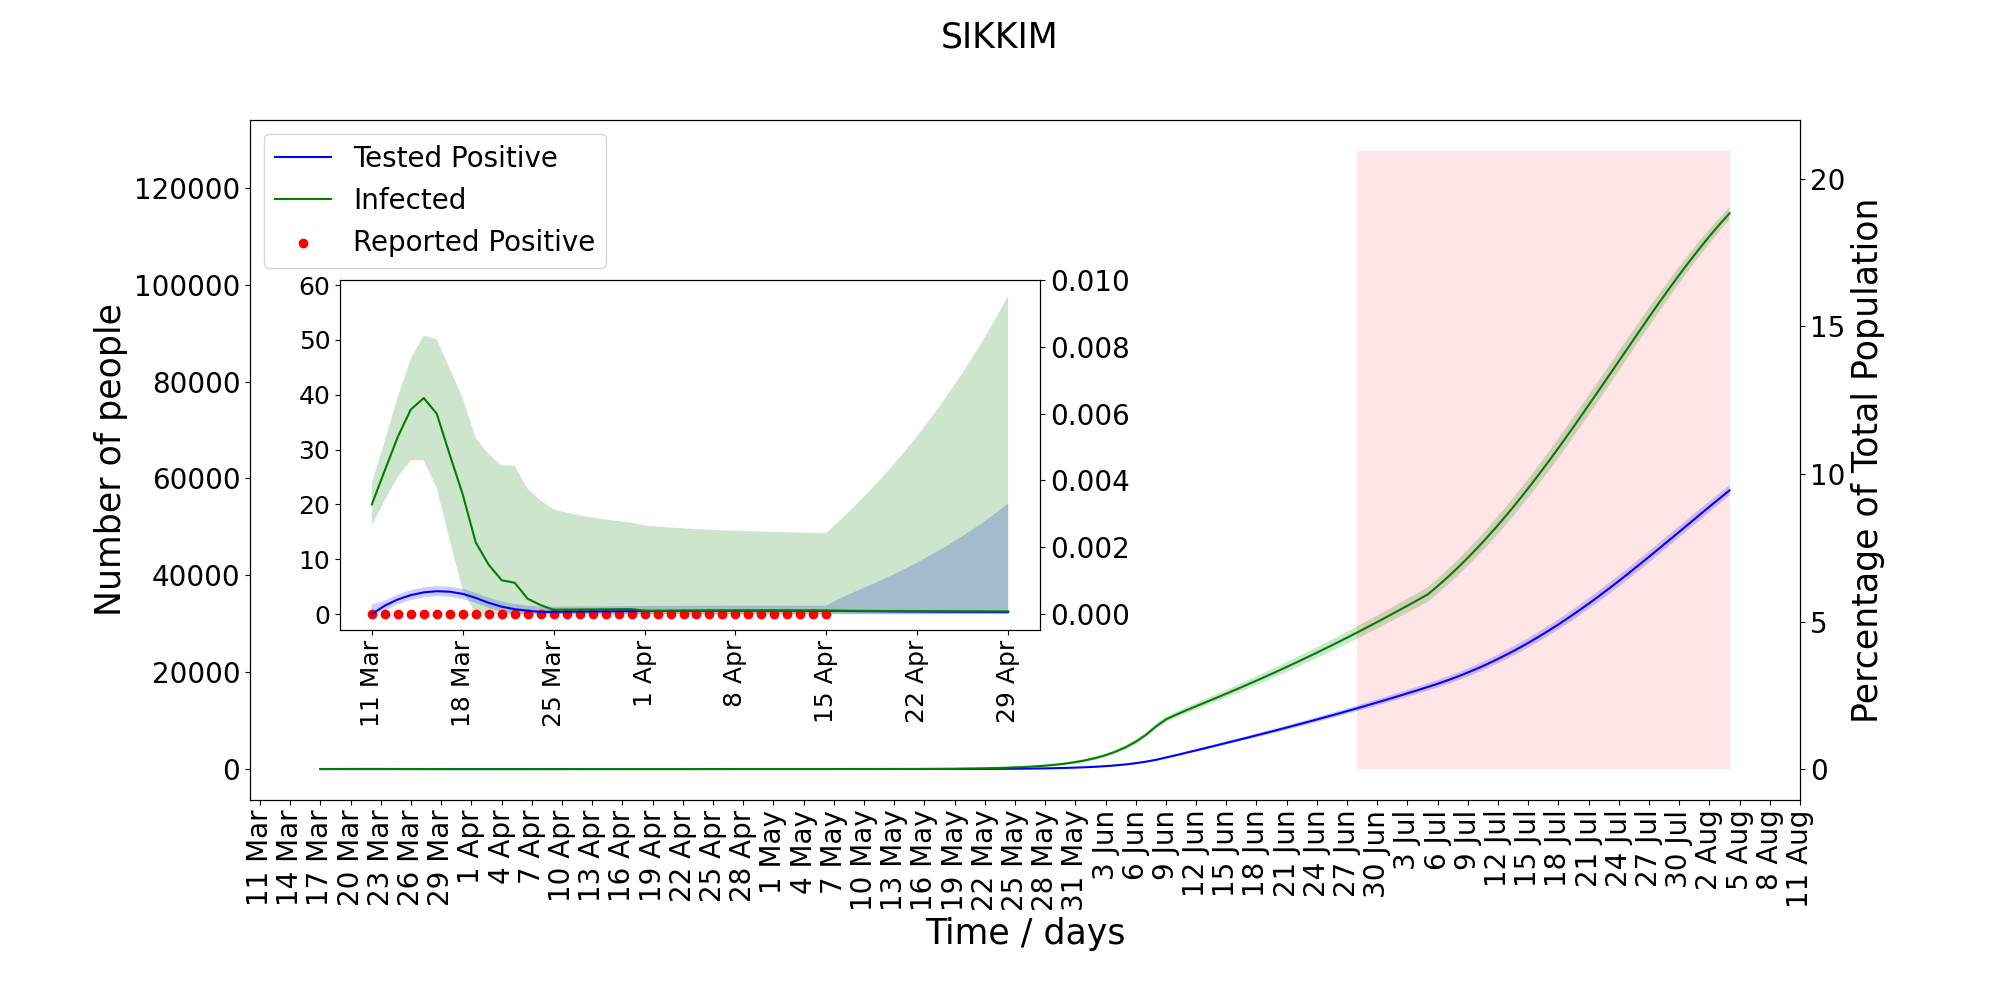 SIKKIM
Tested Positive
Infected
Reported Positive
Number of people
120000
100000
80000
60000
40000
20000
0
60
50
40
30
20
10
0
0.010
0.008
0.006
0.004
0.002
0.000
11 Mar
18 Mar
25 Mar
1 Apr
8 Apr
15 Apr
22 Apr
29 Apr
20
15
10
5
0
Percentage of Total Population
11 Mar
14 Mar
17 Mar
20 Mar
23 Mar
26 Mar
29 Mar
1 Apr
4 Apr
7 Apr
10 Apr
13 Apr
16 Apr
19 Apr
22 Apr
25 Apr
28 Apr
1 May
4 May
7 May
10 May
13 May
16 May
19 May
22 May
25 May
28 May
31 May
3 Jun
6 Jun
9 Jun
12 Jun
15 Jun
18 Jun
21 Jun
24 Jun
27 Jun
30 Jun
3 Jul
6 Jul
9 Jul
12 Jul
15 Jul
18 Jul
21 Jul
24 Jul
27 Jul
30 Jul
2 Aug
5 Aug
8 Aug
11 Aug
Time / days